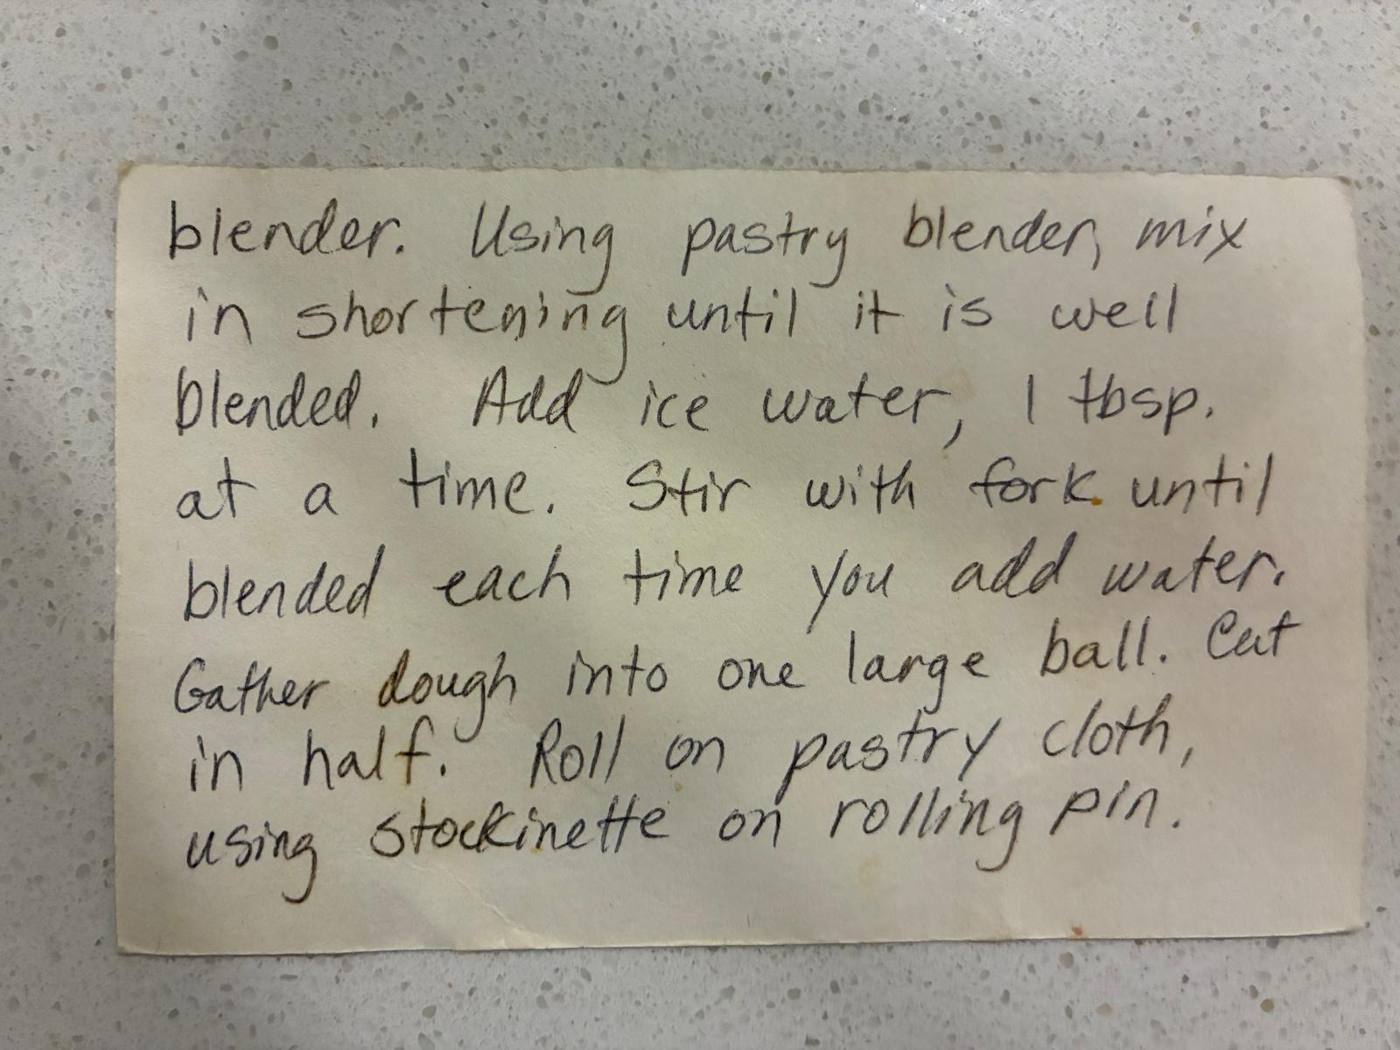 blender. Using pastry blender, mix
in shortening until it is well
blended. Add ice water, 1 tbsp.
at a time. Stir with fork until
blended each time you add water.
Gather dough into one large ball. Cut
in half. Roll on pastry cloth,
using stockinette on rolling pin.